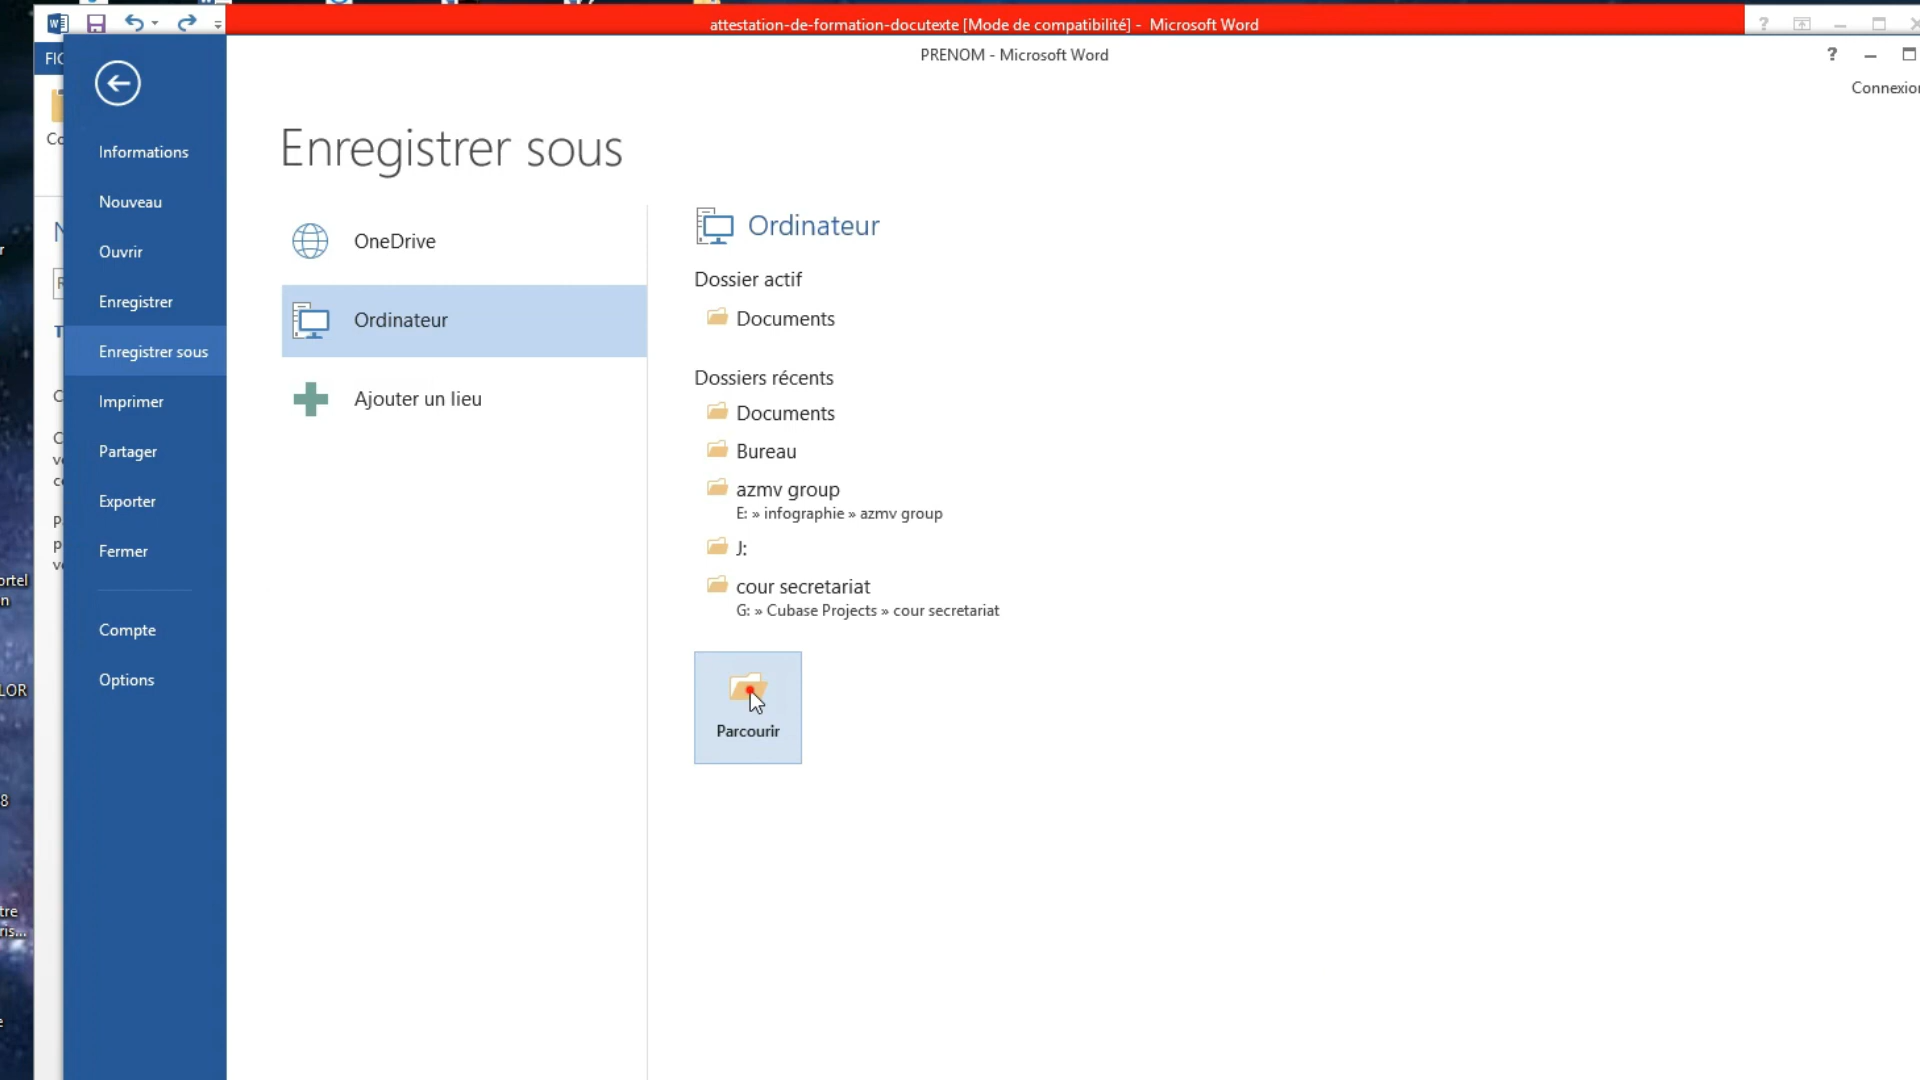 attestation-de-formation-docutexte [Mode de compatibilité] - Microsoft Word
PRENOM - Microsoft Word
Connexion
Informations
Nouveau
Ouvrir
Enregistrer
Enregistrer sous
Imprimer
Partager
Exporter
Fermer
Compte
Options
Enregistrer sous
OneDrive
Ordinateur
Ajouter un lieu
Ordinateur
Dossier actif
Documents
Dossiers récents
Documents
Bureau
azmv group
E: » infographie » azmv group
J:
cour secretariat
G: » Cubase Projects » cour secretariat
Parcourir